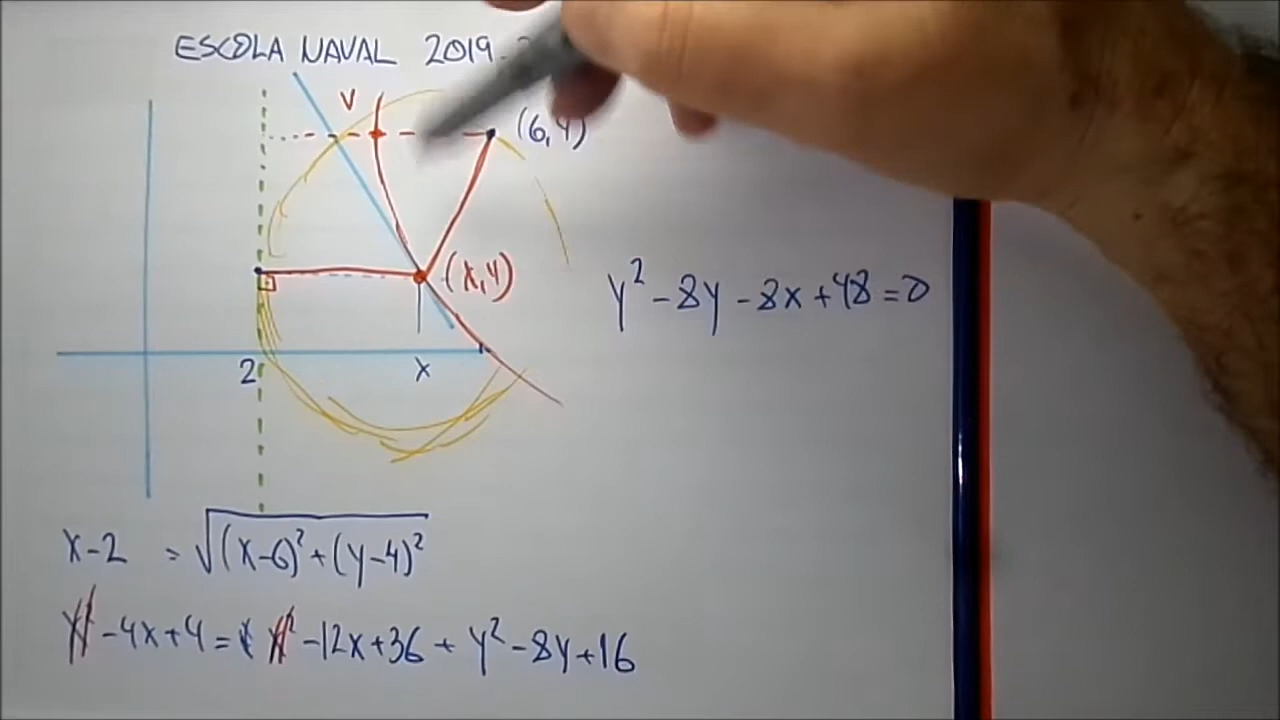 ESCOLA NAVAL 2019
V
(6,4)
(x,y)
y² - 8y - 8x + 48 = 0
2
x
x-2 = √(x-6)² + (y-4)²
x² - 4x + 4 = x² - 12x + 36 + y² - 8y + 16